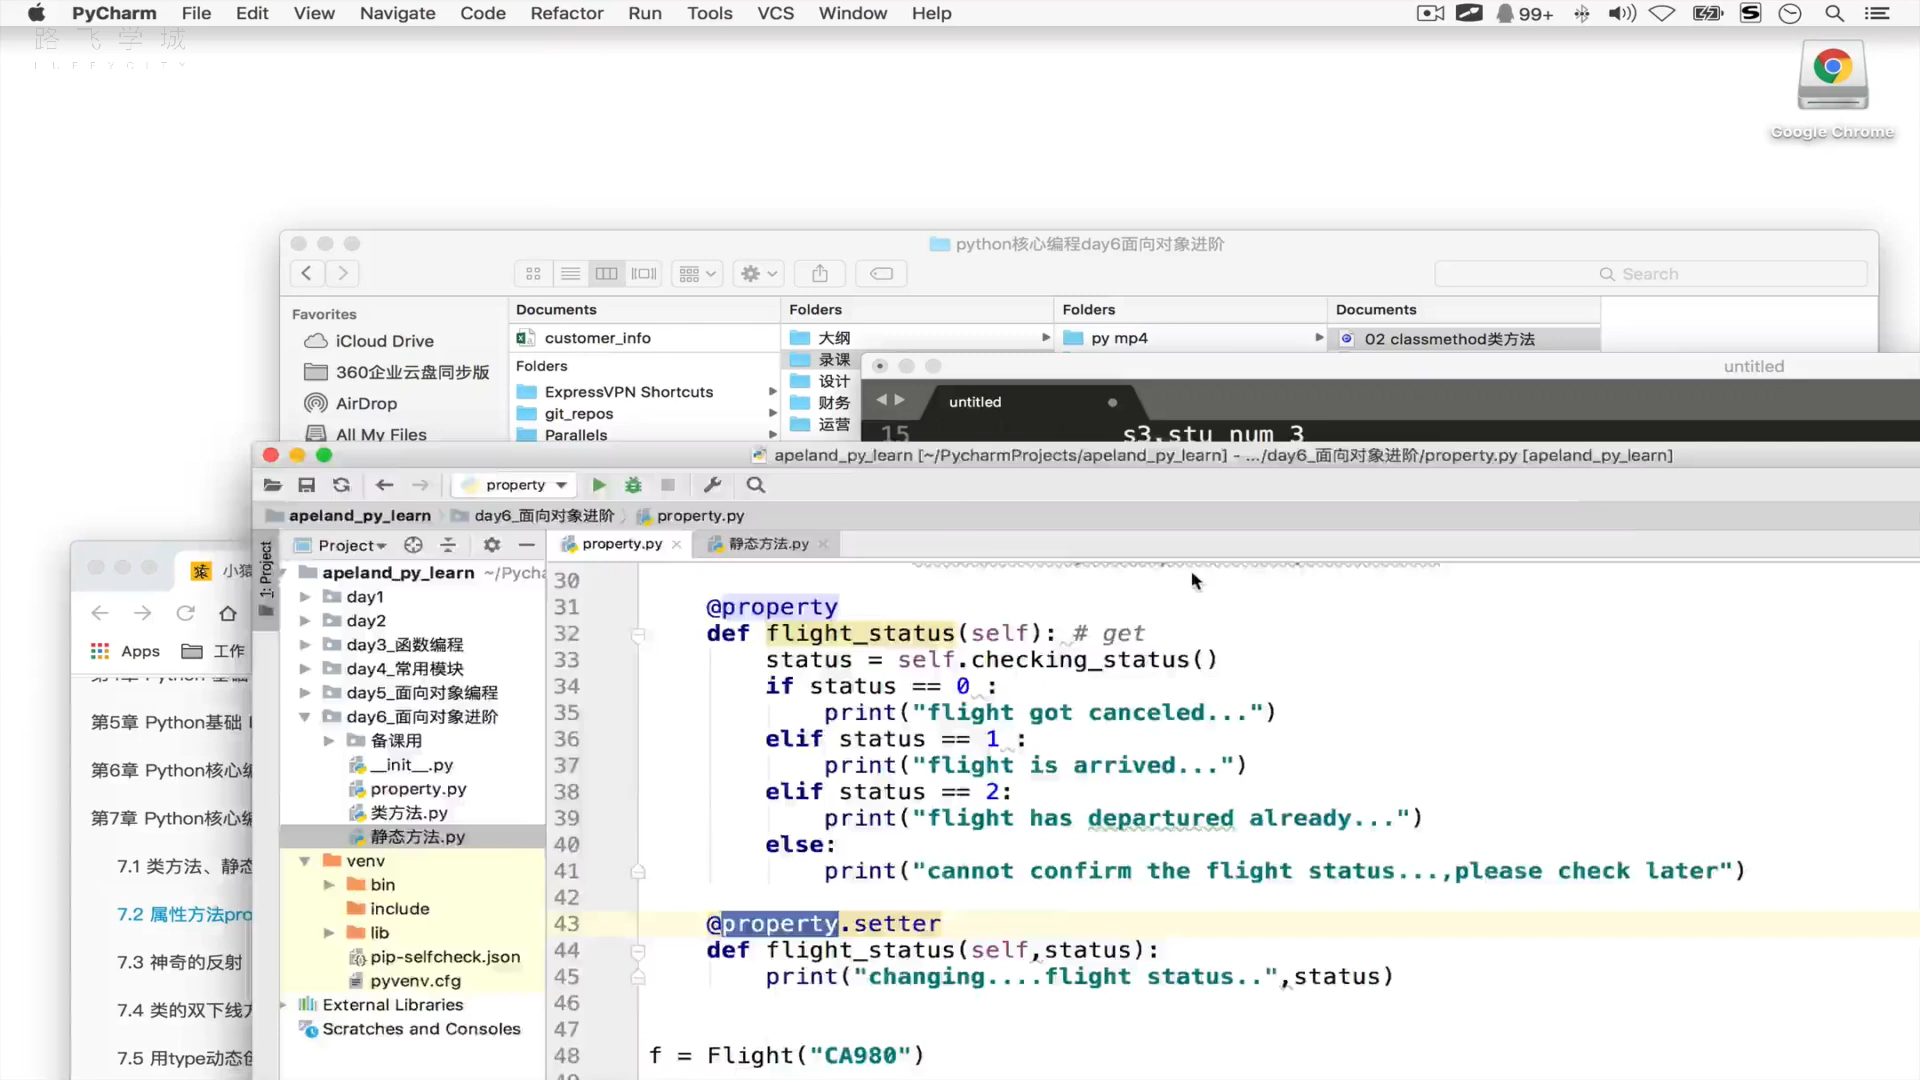 PyCharm File Edit View Navigate Code Refactor Run Tools VCS Window Help 99+
路飞学城
LUFFYCITY
Google Chrome
python核心编程day6面向对象进阶
Search
Favorites
iCloud Drive
360企业云盘同步版
AirDrop
All My Files
Documents
customer_info
Folders
ExpressVPN Shortcuts
git_repos
Parallels
Folders
大纲
录课
设计
财务
运营
Folders
py mp4
Documents
02 classmethod类方法
untitled
untitled
15 s3.stu_num 3
apeland_py_learn [~/PycharmProjects/apeland_py_learn] - .../day6_面向对象进阶/property.py [apeland_py_learn]
property
apeland_py_learn day6_面向对象进阶 property.py
1: Project
Project
property.py
静态方法.py
apeland_py_learn ~/Pycha
day1
day2
day3_函数编程
day4_常用模块
day5_面向对象编程
day6_面向对象进阶
备课用
__init__.py
property.py
类方法.py
静态方法.py
venv
bin
include
lib
pip-selfcheck.json
pyvenv.cfg
External Libraries
Scratches and Consoles
30
31 @property
32 def flight_status(self): # get
33 status = self.checking_status()
34 if status == 0 :
35 print("flight got canceled...")
36 elif status == 1 :
37 print("flight is arrived...")
38 elif status == 2:
39 print("flight has departured already...")
40 else:
41 print("cannot confirm the flight status...,please check later")
42
43 @property.setter
44 def flight_status(self,status):
45 print("changing....flight status..",status)
46
47
48 f = Flight("CA980")
小猿
Apps 工作
第5章 Python基础
第6章 Python核心编
第7章 Python核心编
7.1 类方法、静态
7.2 属性方法pro
7.3 神奇的反射
7.4 类的双下线方
7.5 用type动态创